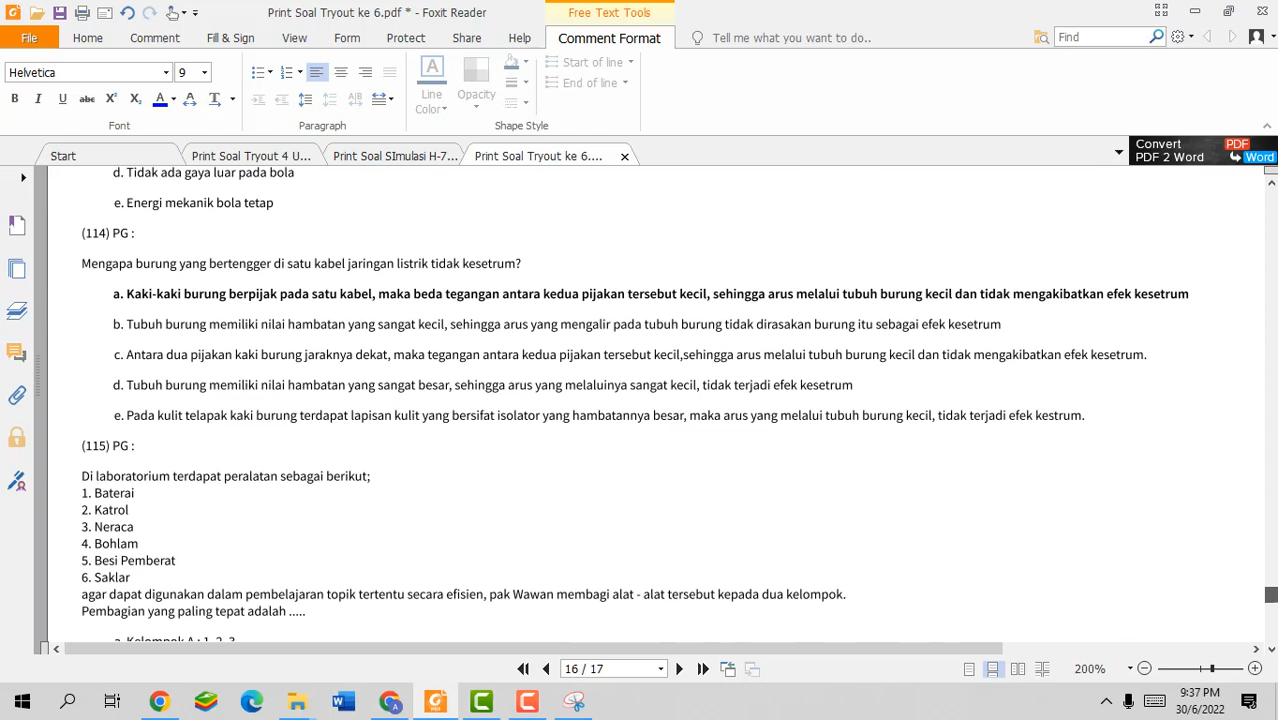 Print Soal Tryout ke 6.pdf * - Foxit Reader
Free Text Tools
File
Home
Comment
Fill & Sign
View
Form
Protect
Share
Help
Comment Format
Tell me what you want to do..
Find
Helvetica
9
Start of line
End of line
B I U abc X² X₂ A
Line Color
Opacity
Font
Paragraph
Shape Style
Start
Print Soal Tryout 4 U...
Print Soal SImulasi H-7...
Print Soal Tryout ke 6....
Convert PDF
PDF 2 Word Word
d. Tidak ada gaya luar pada bola
e. Energi mekanik bola tetap
(114) PG :
Mengapa burung yang bertengger di satu kabel jaringan listrik tidak kesetrum?
a. Kaki-kaki burung berpijak pada satu kabel, maka beda tegangan antara kedua pijakan tersebut kecil, sehingga arus melalui tubuh burung kecil dan tidak mengakibatkan efek kesetrum
b. Tubuh burung memiliki nilai hambatan yang sangat kecil, sehingga arus yang mengalir pada tubuh burung tidak dirasakan burung itu sebagai efek kesetrum
c. Antara dua pijakan kaki burung jaraknya dekat, maka tegangan antara kedua pijakan tersebut kecil,sehingga arus melalui tubuh burung kecil dan tidak mengakibatkan efek kesetrum.
d. Tubuh burung memiliki nilai hambatan yang sangat besar, sehingga arus yang melaluinya sangat kecil, tidak terjadi efek kesetrum
e. Pada kulit telapak kaki burung terdapat lapisan kulit yang bersifat isolator yang hambatannya besar, maka arus yang melalui tubuh burung kecil, tidak terjadi efek kestrum.
(115) PG :
Di laboratorium terdapat peralatan sebagai berikut;
1. Baterai
2. Katrol
3. Neraca
4. Bohlam
5. Besi Pemberat
6. Saklar
agar dapat digunakan dalam pembelajaran topik tertentu secara efisien, pak Wawan membagi alat - alat tersebut kepada dua kelompok.
Pembagian yang paling tepat adalah .....
a. Kelompok A : 1, 2, 3
16 / 17
200%
9:37 PM
30/6/2022